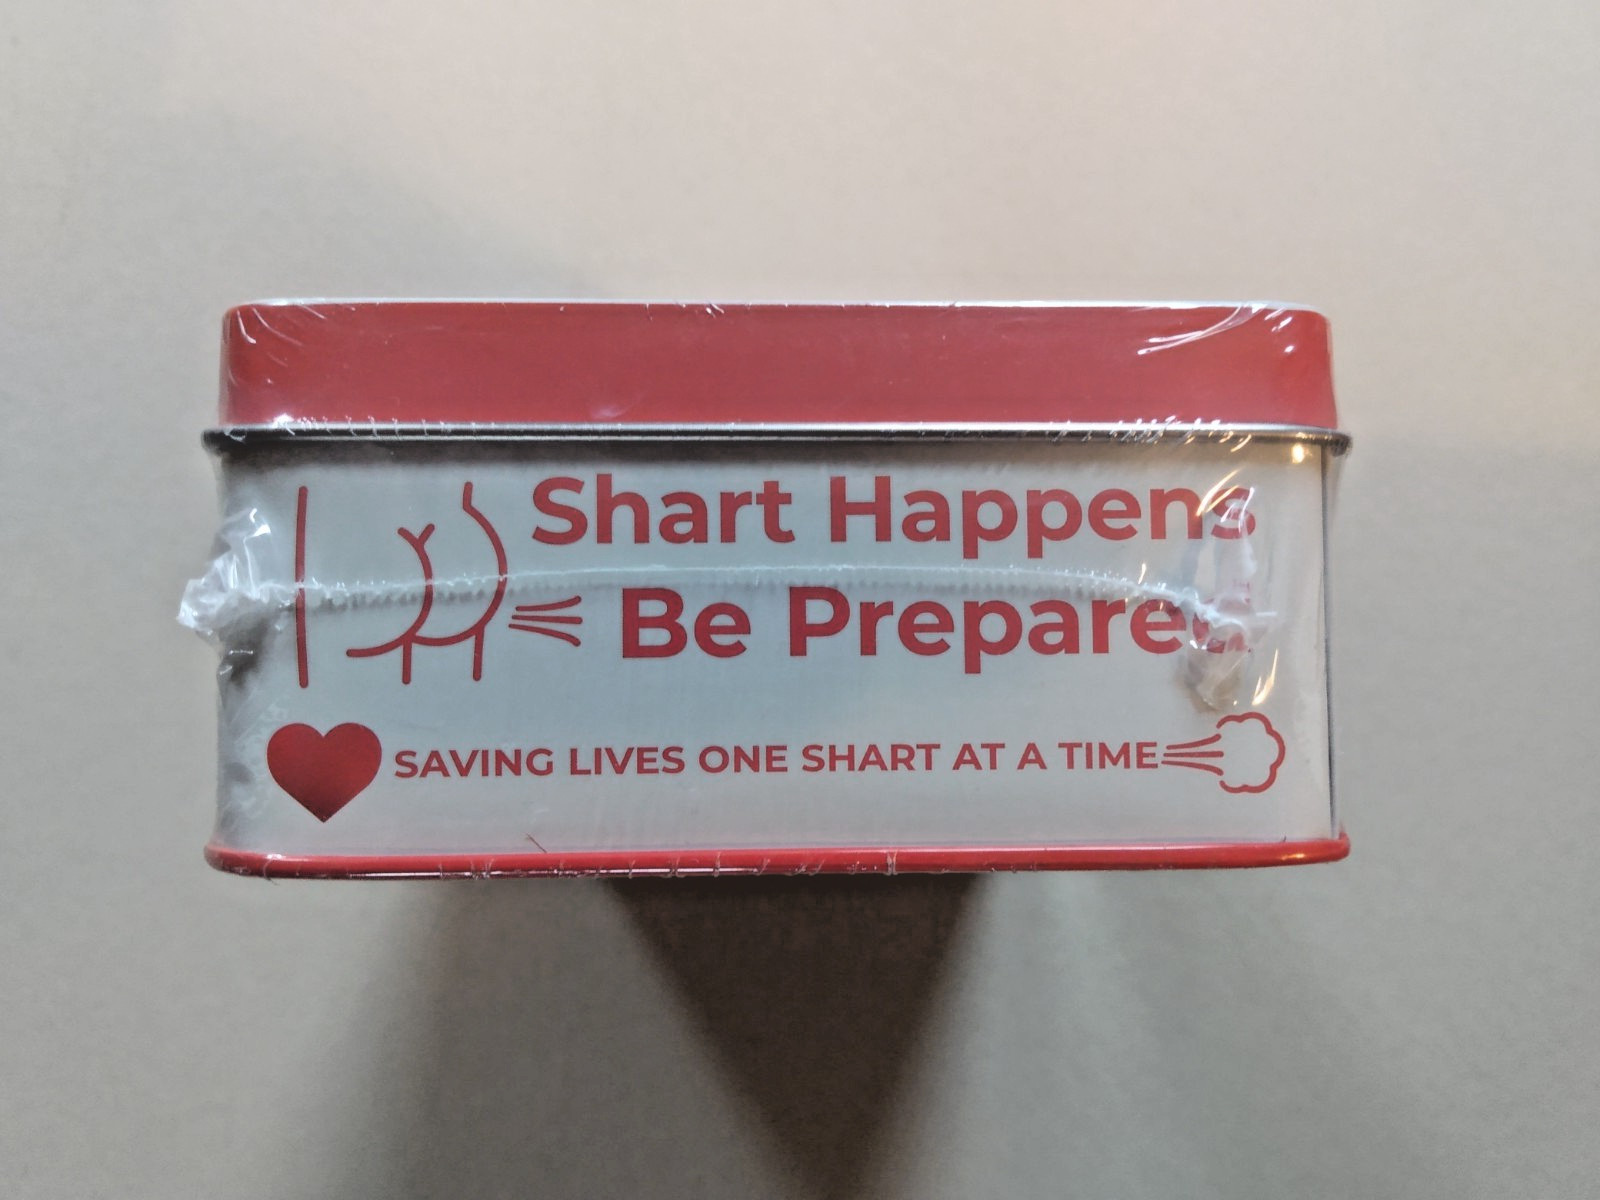 Shart Happens
Be Prepared
SAVING LIVES ONE SHART AT A TIME